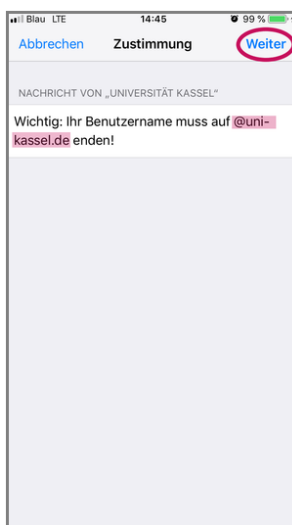 Blau LTE 14:45 99 %
Abbrechen Zustimmung Weiter
NACHRICHT VON „UNIVERSITÄT KASSEL“
Wichtig: Ihr Benutzername muss auf @uni-
kassel.de enden!